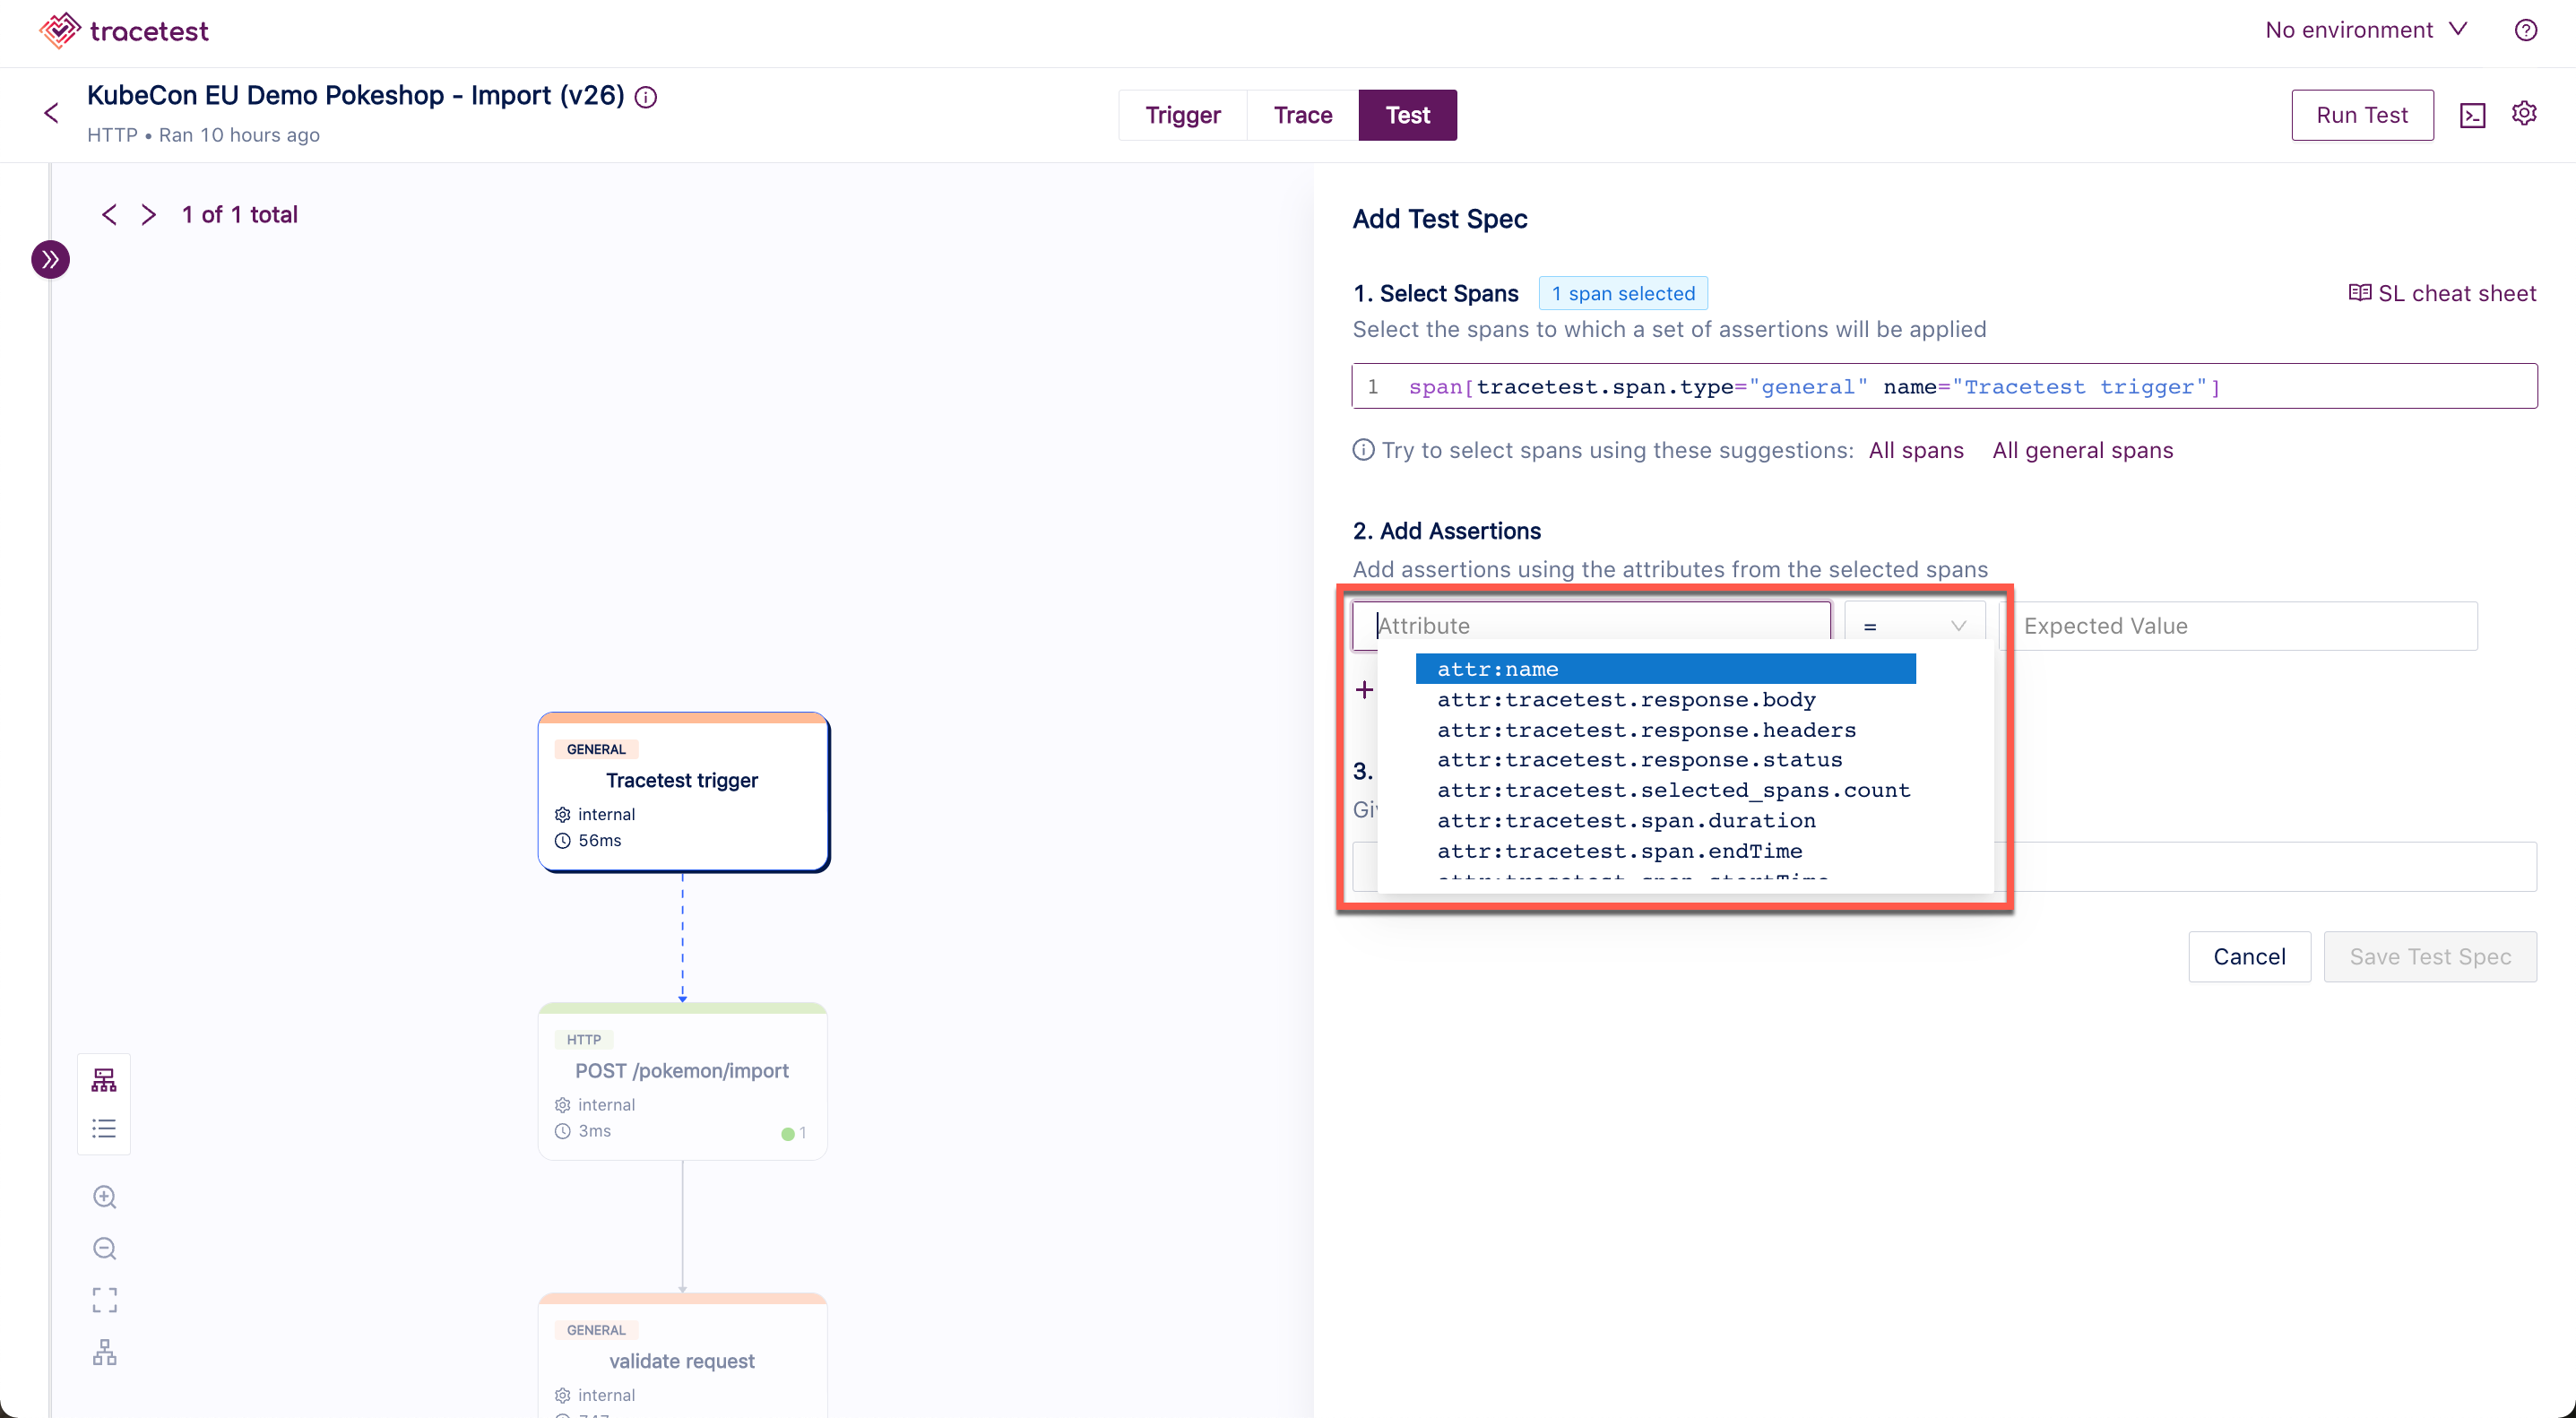 tracetest
No environment
KubeCon EU Demo Pokeshop - Import (v26)
HTTP • Ran 10 hours ago
Trigger Trace Test
Run Test
1 of 1 total
Add Test Spec
1. Select Spans 1 span selected SL cheat sheet
Select the spans to which a set of assertions will be applied
1 span[tracetest.span.type="general" name="Tracetest trigger"]
Try to select spans using these suggestions: All spans All general spans
2. Add Assertions
Add assertions using the attributes from the selected spans
Attribute = Expected Value
attr:name
attr:tracetest.response.body
attr:tracetest.response.headers
attr:tracetest.response.status
attr:tracetest.selected_spans.count
attr:tracetest.span.duration
attr:tracetest.span.endTime
attr:tracetest.span.startTime
3.
Cancel Save Test Spec
GENERAL
Tracetest trigger
internal
56ms
HTTP
POST /pokemon/import
internal
3ms
1
GENERAL
validate request
internal